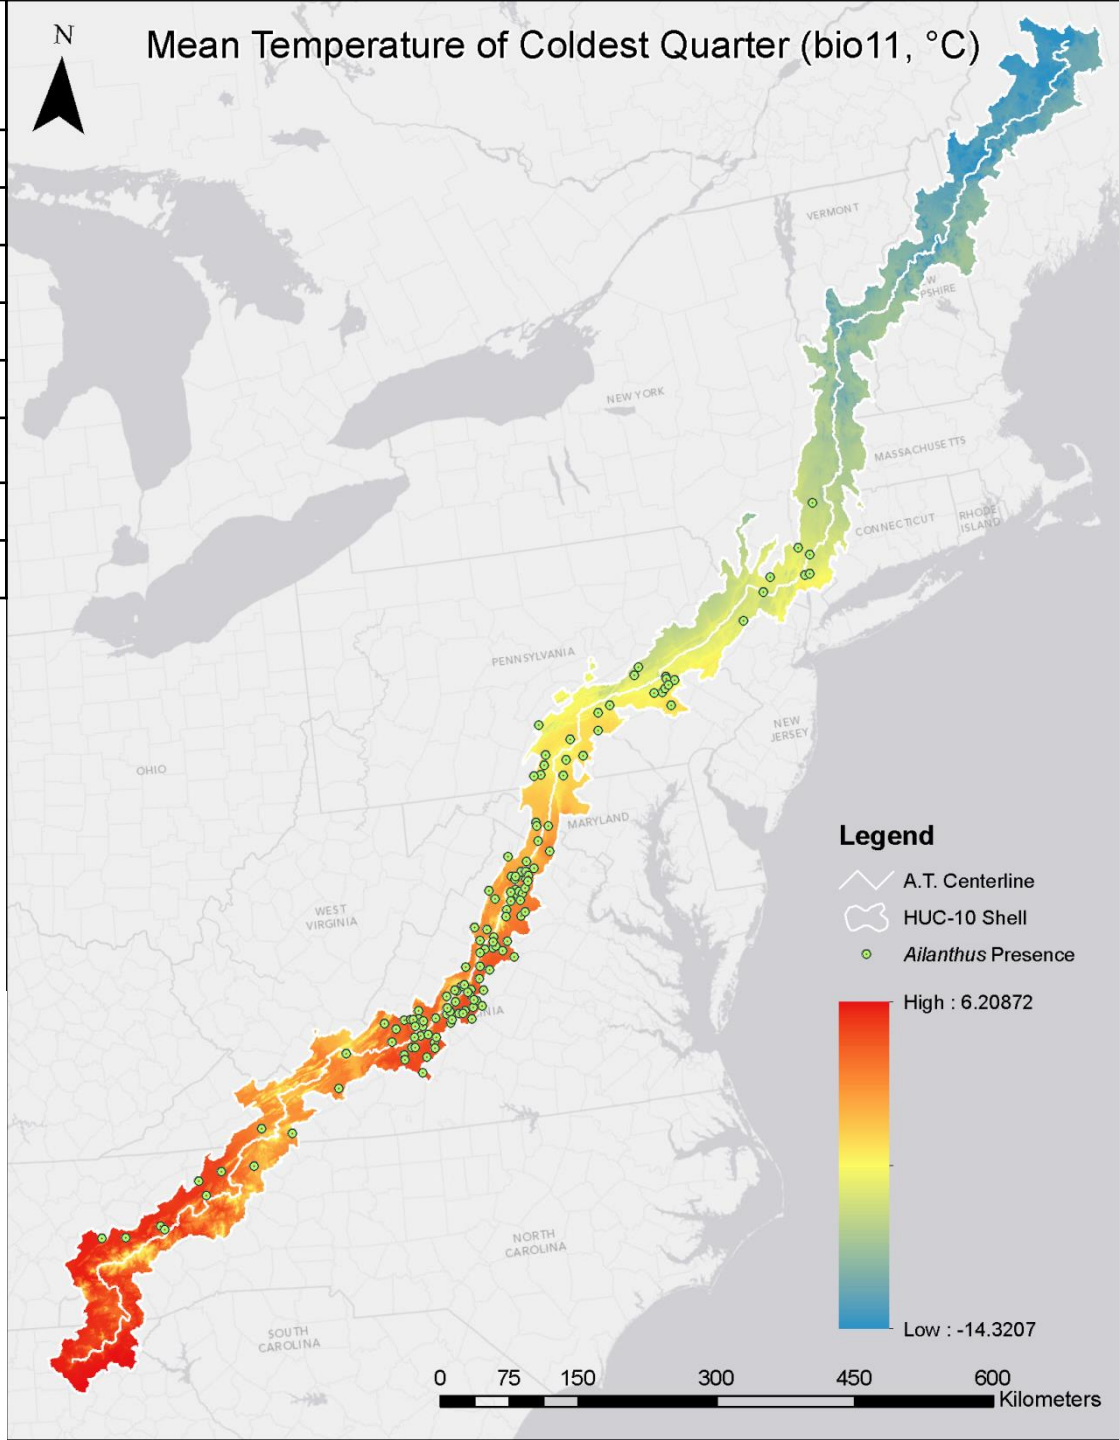 N
Mean Temperature of Coldest Quarter (bio11, °C)
VERMONT
PSHIRE
NEW YORK
MASSACHUSETTS
CONNECTICUT
RHODE
ISLAND
PENNSYLVANIA
NEW
JERSEY
OHIO
MARYLAND
WEST
VIRGINIA
INIA
NORTH
CAROLINA
SOUTH
CAROLINA
Legend
A.T. Centerline
HUC-10 Shell
Ailanthus Presence
High : 6.20872
Low : -14.3207
0 75 150 300 450 600
Kilometers